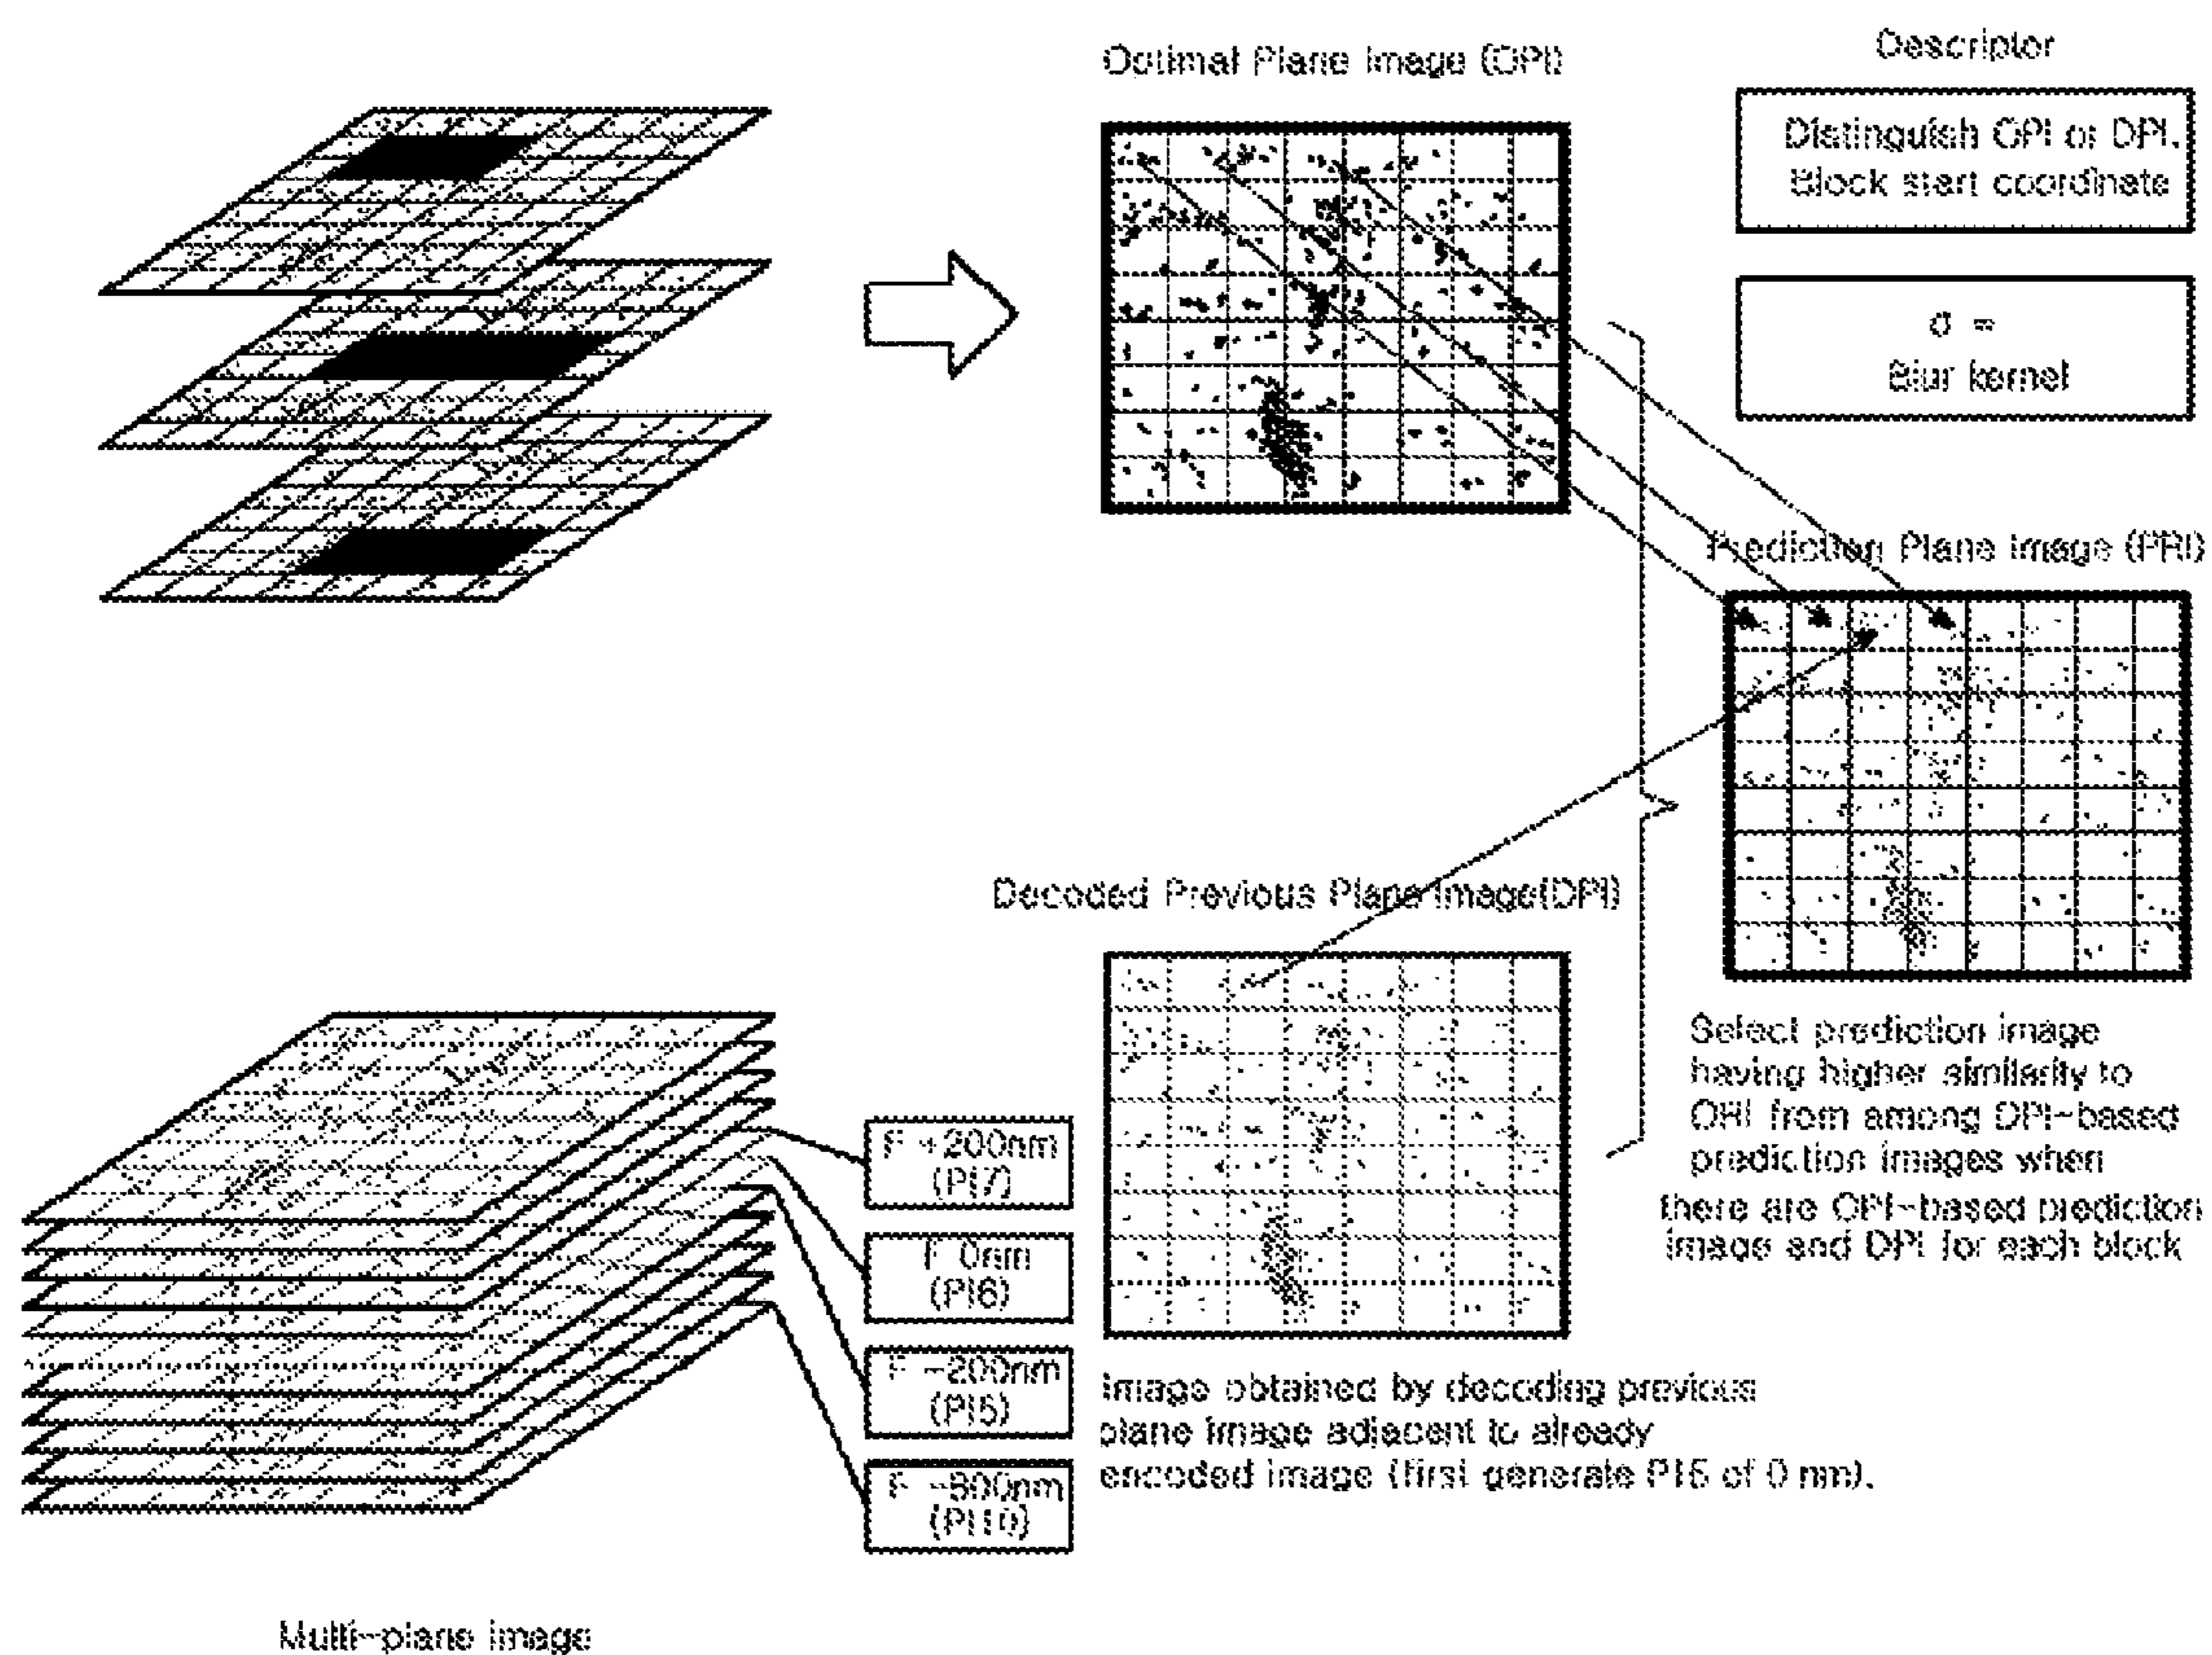 Optimal Plane Image (OPI)
Descriptor
Distinguish OPI or DPI,
Block start coordinate
σ =
Blur kernel
Prediction Plane Image (PRI)
Decoded Previous Plane Image(DPI)
Select prediction image
having higher similarity to
ORI from among DPI-based
prediction images when
there are OPI-based prediction
image and DPI for each block
F +200nm
(PI7)
F 0nm
(PI6)
F -200nm
(PI5)
F -800nm
(PI10)
Image obtained by decoding previous
plane image adjacent to already
encoded image (first generate of 0 nm).
Multi-plane image